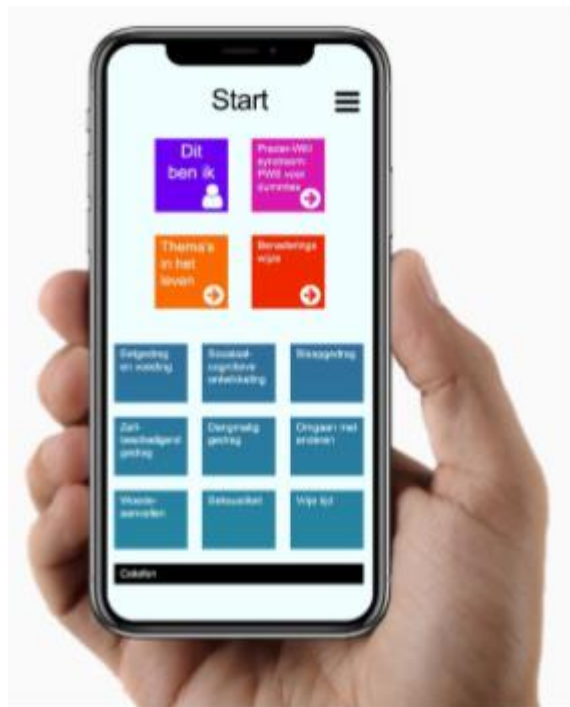 Start
Dit
ben ik
Prader-Willi
syndroom:
PWS voor
dummies
Thema's
in het
leven
Benaderings
wijze
Eetgedrag
en voeding
Sociaal-
cognitieve
ontwikkeling
Slaapgedrag
Zelf-
beschadigend
gedrag
Dwangmatig
gedrag
Omgaan met
anderen
Woede-
aanvallen
Seksualiteit
Vrije tijd
Colofon